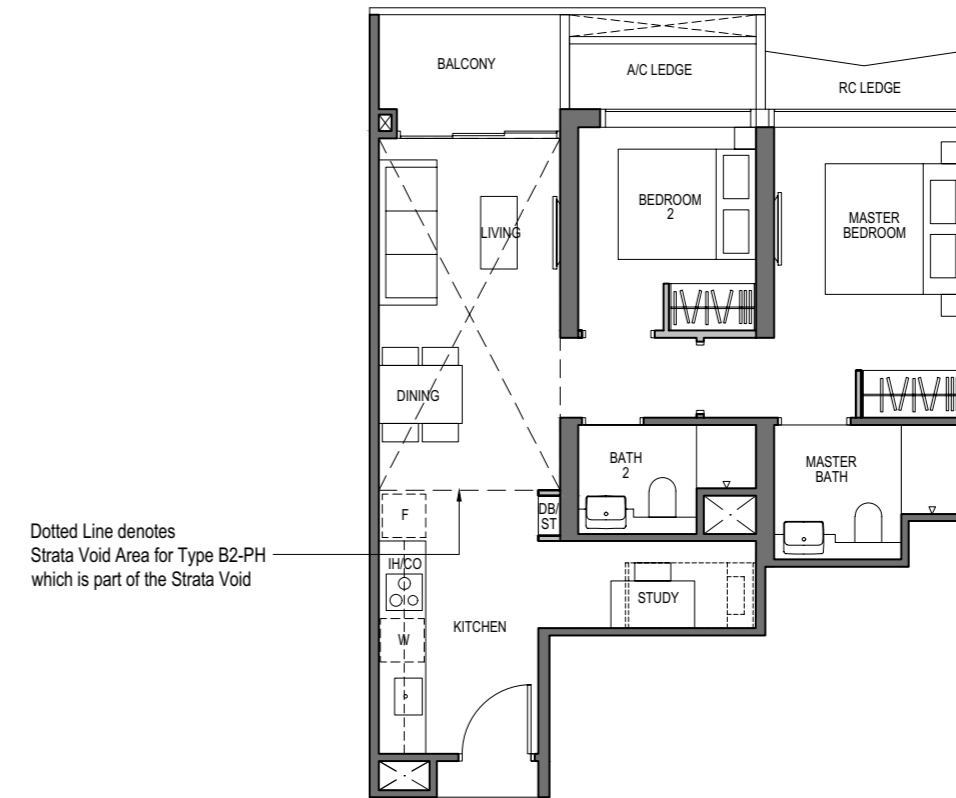 BALCONY
A/C LEDGE
RC LEDGE
BEDROOM
2
MASTER
BEDROOM
LIVING
DINING
BATH
2
MASTER
BATH
F
DB/
ST
Dotted Line denotes
Strata Void Area for Type B2-PH
which is part of the Strata Void
IH/CO
STUDY
KITCHEN
W